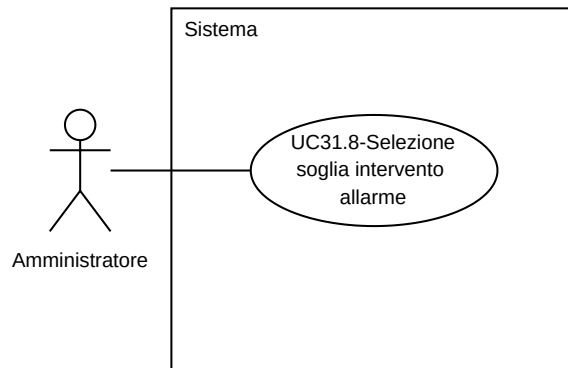 Sistema
UC31.8-Selezione
soglia intervento
allarme
Amministratore